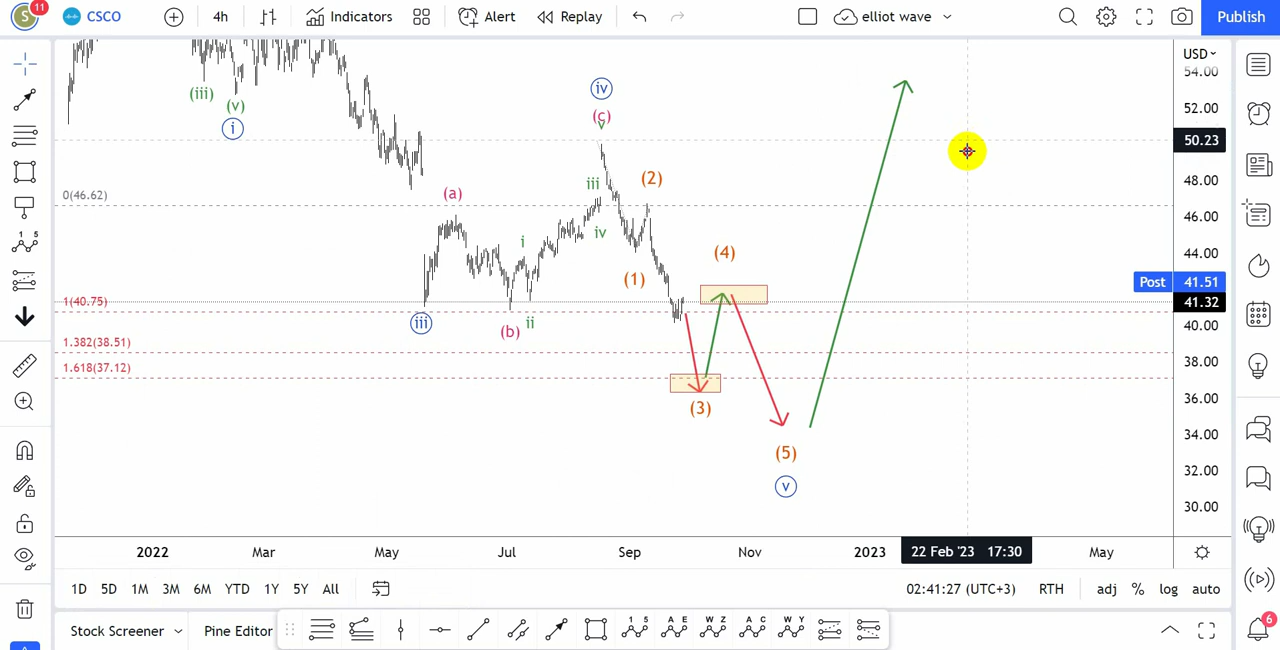 S 11 CSCO 4h Indicators Alert Replay elliot wave Publish
USD
54.00
(iii)
(v)
i
iv
(c)
v
52.00
50.23
(a)
iii
(2)
48.00
0(46.62)
46.00
i
iv
(1)
(4)
44.00
Post 41.51
1(40.75)
41.32
iii
(b)
ii
40.00
1.382(38.51)
38.00
1.618(37.12)
36.00
(3)
34.00
(5)
32.00
v
30.00
2022 Mar May Jul Sep Nov 2023 22 Feb '23 17:30 May
1D 5D 1M 3M 6M YTD 1Y 5Y All 02:41:27 (UTC+3) RTH adj % log auto
Stock Screener Pine Editor 1 5 A E W Z A C W Y 6